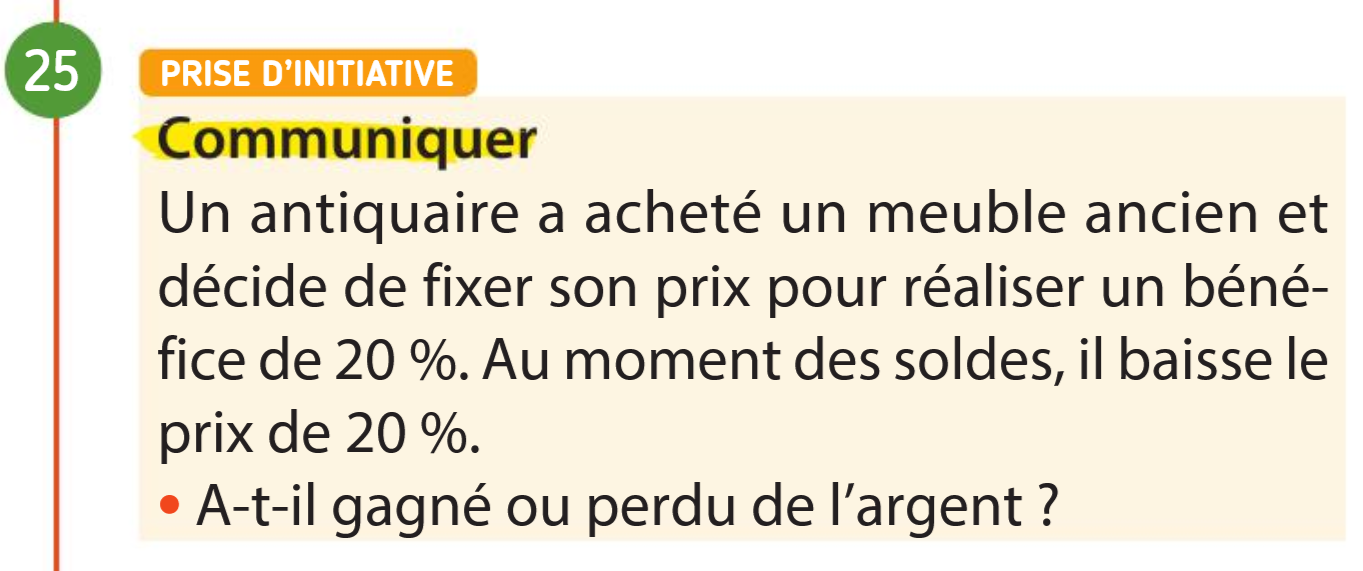 25
PRISE D'INITIATIVE
Communiquer
Un antiquaire a acheté un meuble ancien et
décide de fixer son prix pour réaliser un béné-
fice de 20 %. Au moment des soldes, il baisse le
prix de 20 %.
• A-t-il gagné ou perdu de l'argent ?